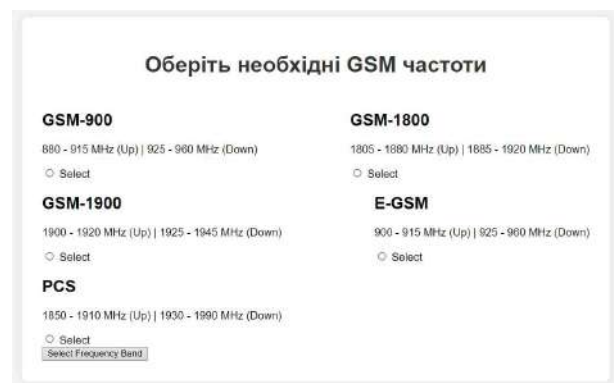 Оберіть необхідні GSM частоти
GSM-900
880 - 915 MHz (Up) | 925 - 960 MHz (Down)
Select
GSM-1800
1805 - 1880 MHz (Up) | 1885 - 1920 MHz (Down)
Select
GSM-1900
1900 - 1920 MHz (Up) | 1925 - 1945 MHz (Down)
Select
E-GSM
900 - 915 MHz (Up) | 925 - 960 MHz (Down)
Select
PCS
1850 - 1910 MHz (Up) | 1930 - 1990 MHz (Down)
Select
Select Frequency Band